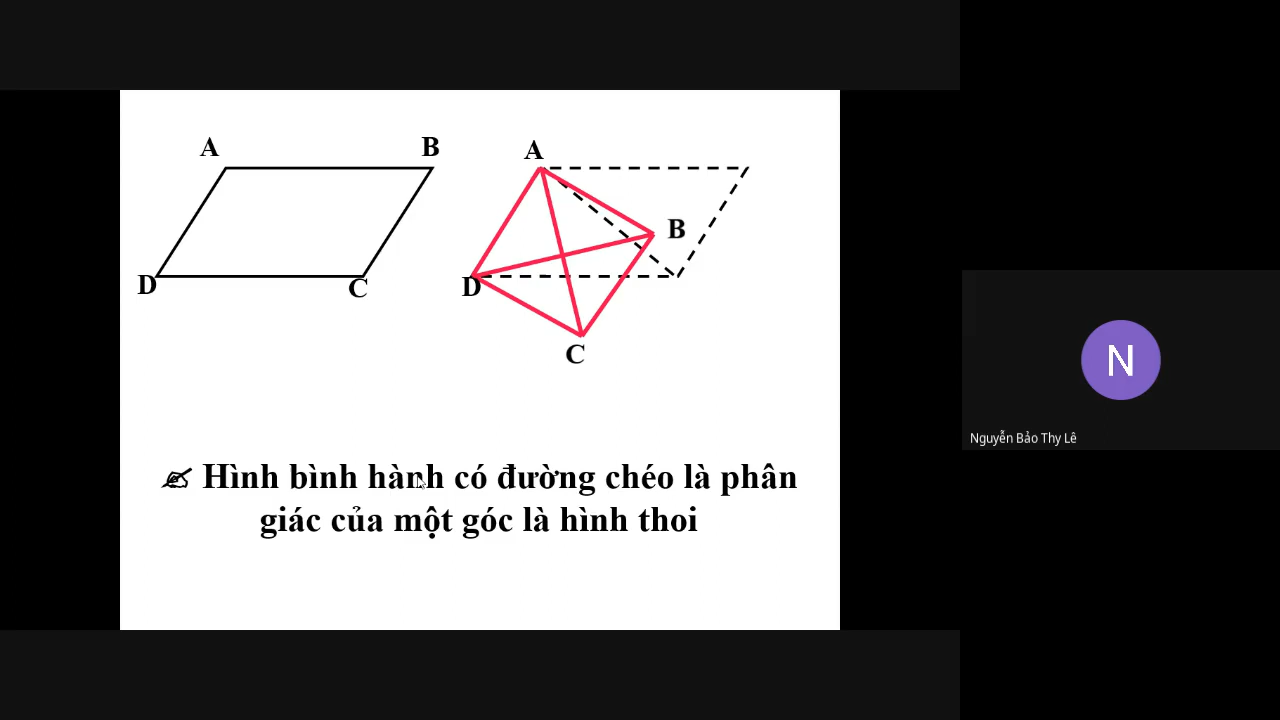 A
B
D
C
A
B
D
C
Hình bình hành có đường chéo là phân
giác của một góc là hình thoi
N
Nguyễn Bảo Thy Lê